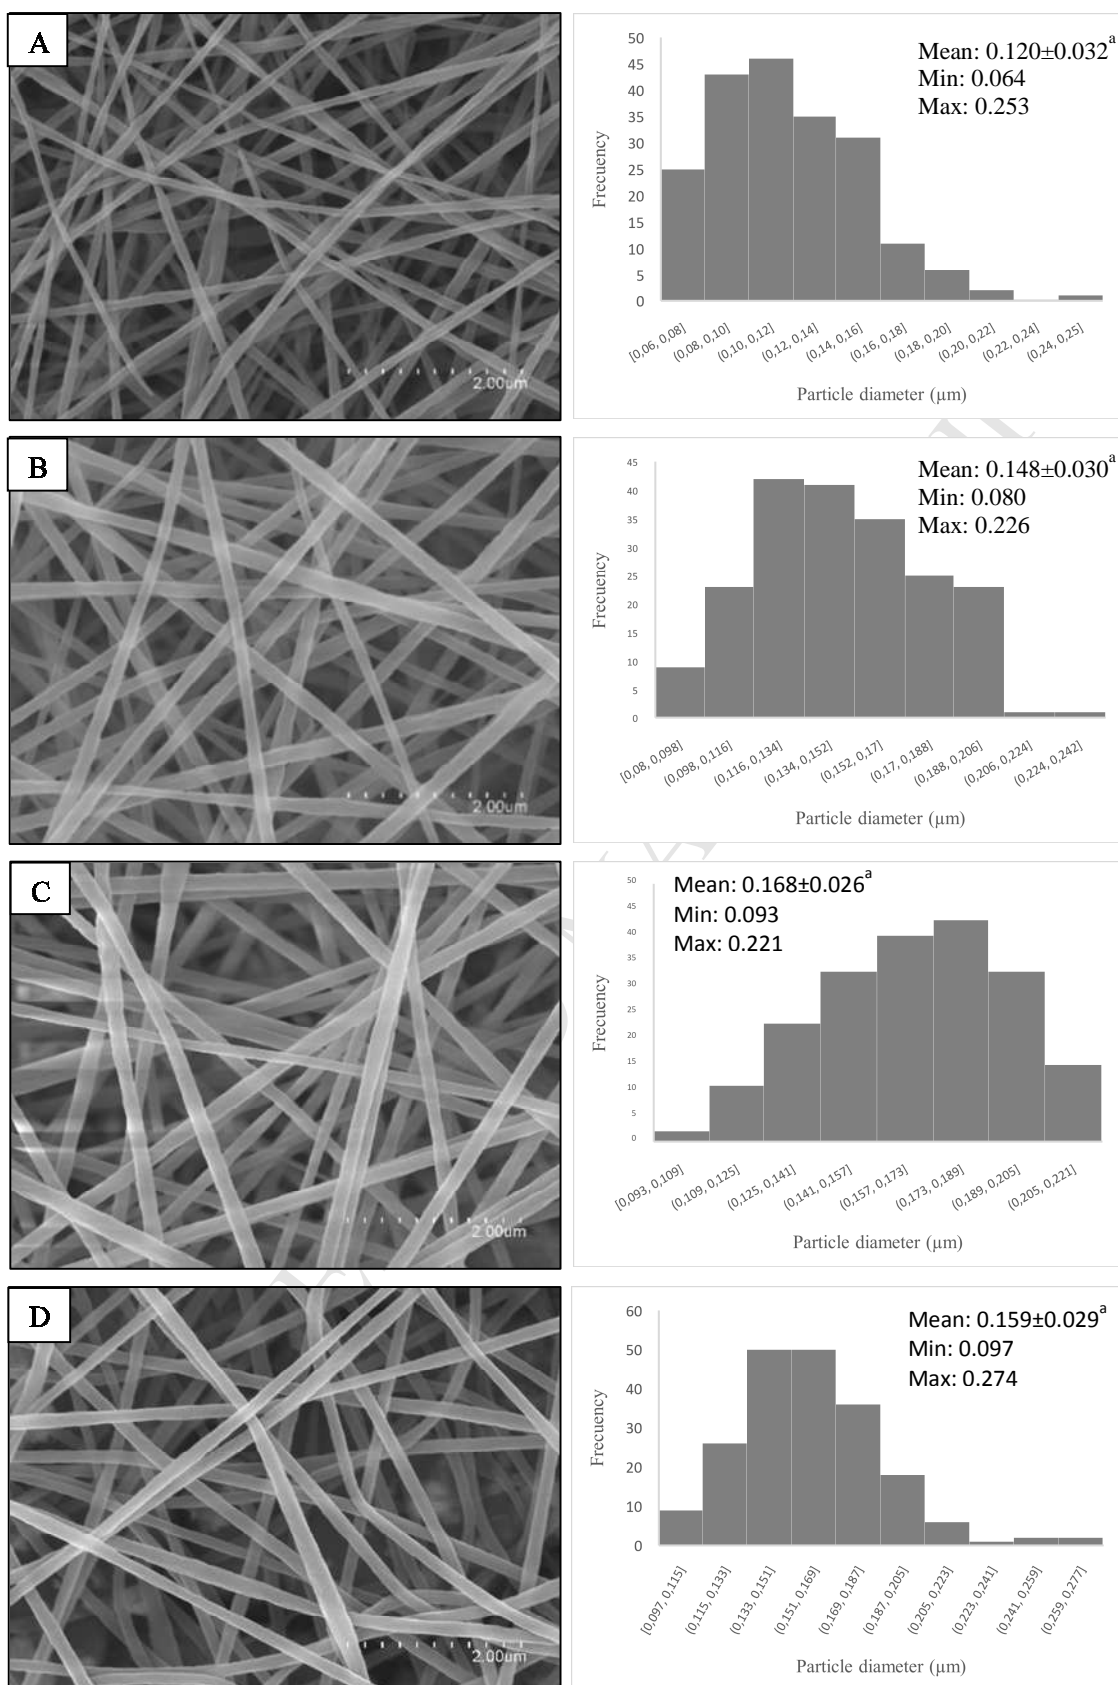 A
2.00um
50
45
40
35
30
25
20
15
10
5
0
Frecuency
Mean: 0.120±0.032a
Min: 0.064
Max: 0.253
[0,06, 0,08]
(0,08, 0,10]
(0,10, 0,12]
(0,12, 0,14]
(0,14, 0,16]
(0,16, 0,18]
(0,18, 0,20]
(0,20, 0,22]
(0,22, 0,24]
(0,24, 0,25]
Particle diameter (µm)
B
2.00um
45
40
35
30
25
20
15
10
5
0
Frecuency
Mean: 0.148±0.030a
Min: 0.080
Max: 0.226
[0,08, 0,098]
(0,098, 0,116]
(0,116, 0,134]
(0,134, 0,152]
(0,152, 0,17]
(0,17, 0,188]
(0,188, 0,206]
(0,206, 0,224]
(0,224, 0,242]
Particle diameter (µm)
C
2.00um
50
45
40
35
30
25
20
15
10
5
0
Frecuency
Mean: 0.168±0.026a
Min: 0.093
Max: 0.221
[0,093, 0,109]
(0,109, 0,125]
(0,125, 0,141]
(0,141, 0,157]
(0,157, 0,173]
(0,173, 0,189]
(0,189, 0,205]
(0,205, 0,221]
Particle diameter (µm)
D
2.00um
60
50
40
30
20
10
0
Frecuency
Mean: 0.159±0.029a
Min: 0.097
Max: 0.274
[0,097, 0,115]
(0,115, 0,133]
(0,133, 0,151]
(0,151, 0,169]
(0,169, 0,187]
(0,187, 0,205]
(0,205, 0,223]
(0,223, 0,241]
(0,241, 0,259]
(0,259, 0,277]
Particle diameter (µm)